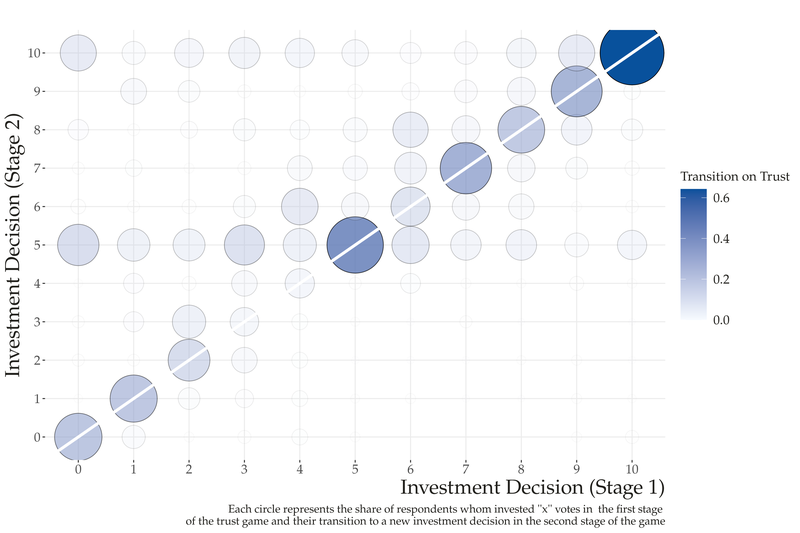 10
9
8
7
6
5
4
3
2
1
0
Investment Decision (Stage 2)
0 1 2 3 4 5 6 7 8 9 10
Investment Decision (Stage 1)
Transition on Trust
0.6
0.4
0.2
0.0
Each circle represents the share of respondents whom invested "x" votes in  the first stage
of the trust game and their transition to a new investment decision in the second stage of the game